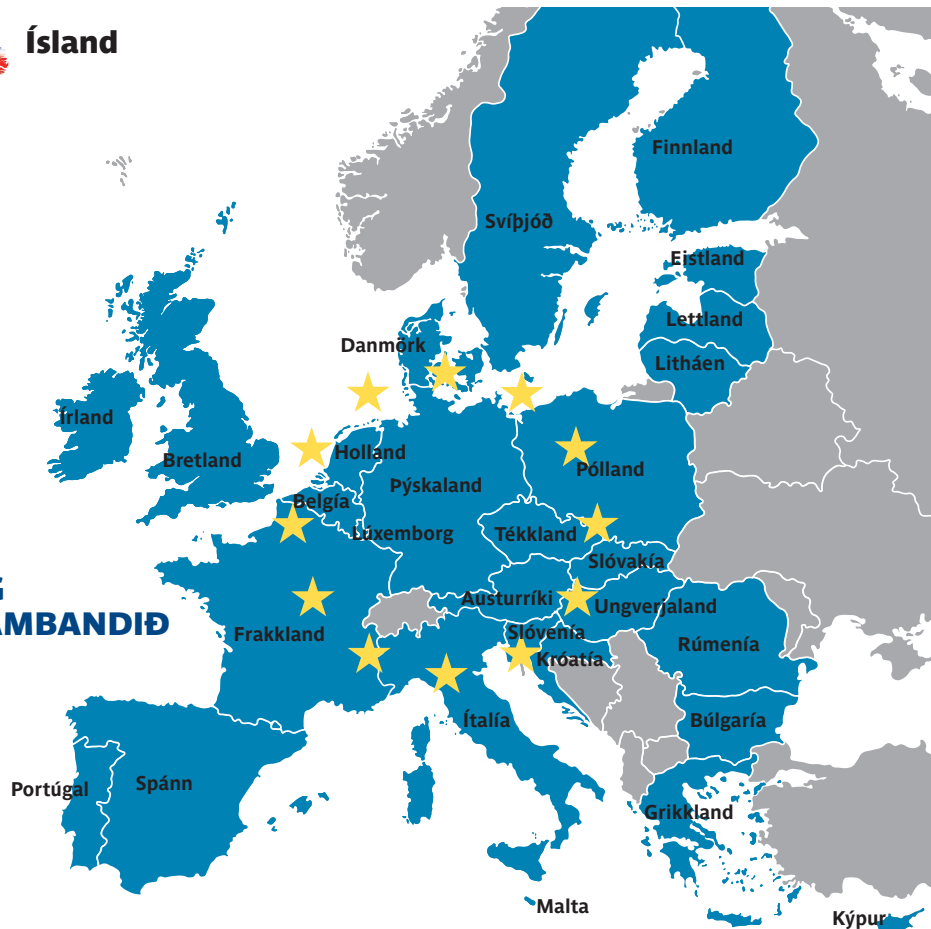 Ísland
Finnland
Svíþjóð
Eistland
Lettland
Danmörk
Litháen
Írland
Holland
Bretland
Pólland
Pýskaland
Belgía
Lúxemborg
Tékkland
Slóvakía
G
AMBANDIÐ
Austurríki
Ungverjaland
Frakkland
Slóvenía
Króatía
Rúmenía
Ítalía
Búlgaría
Portúgal
Spánn
Grikkland
Malta
Kýpur